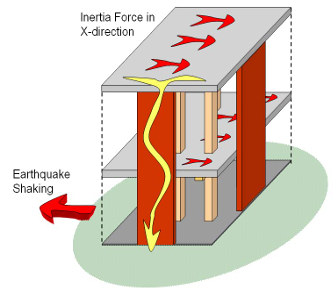 Inertia Force in
X-direction
Earthquake
Shaking